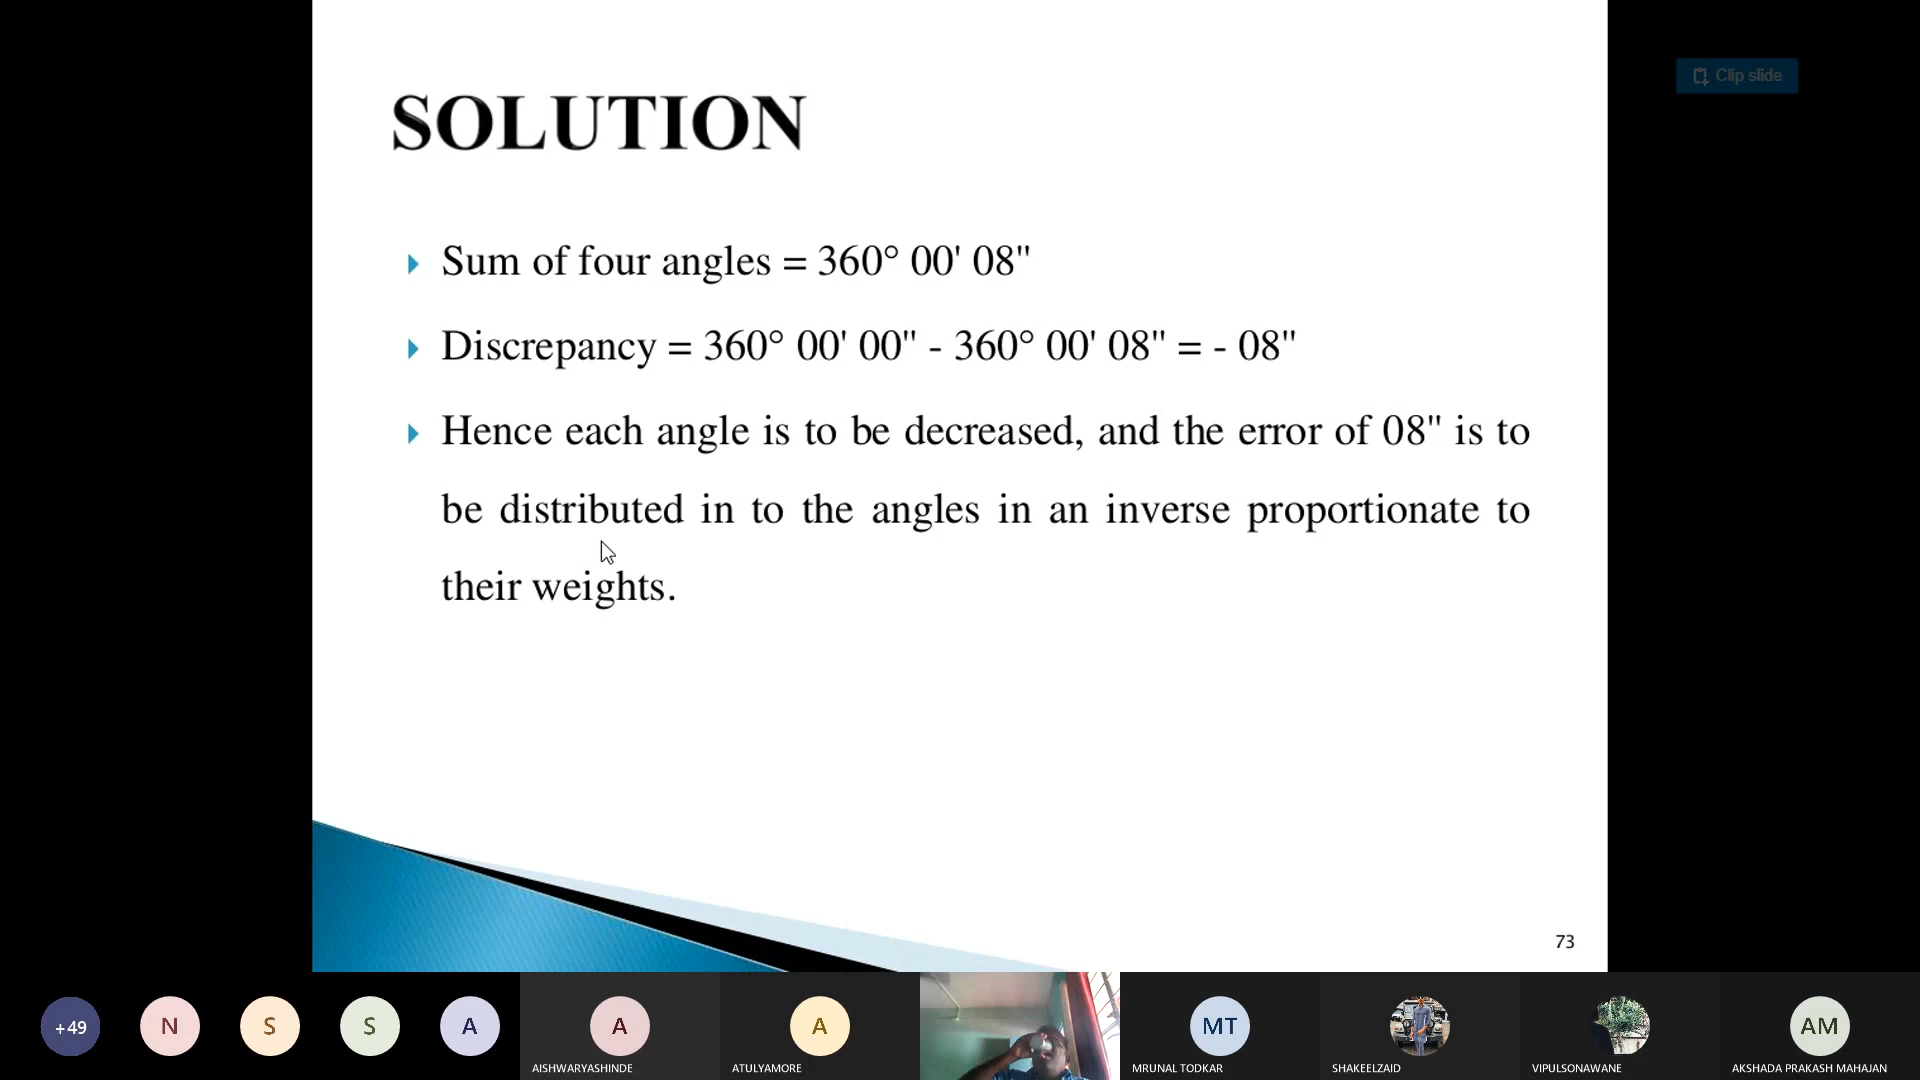 Clip slide
SOLUTION
Sum of four angles = 360° 00' 08"
Discrepancy = 360° 00' 00" - 360° 00' 08" = - 08"
Hence each angle is to be decreased, and the error of 08" is to
be distributed in to the angles in an inverse proportionate to
their weights.
73
+49
N
S
S
A
A
AISHWARYASHINDE
A
ATULYAMORE
MT
MRUNAL TODKAR
SHAKEELZAID
VIPULSONAWANE
AM
AKSHADA PRAKASH MAHAJAN